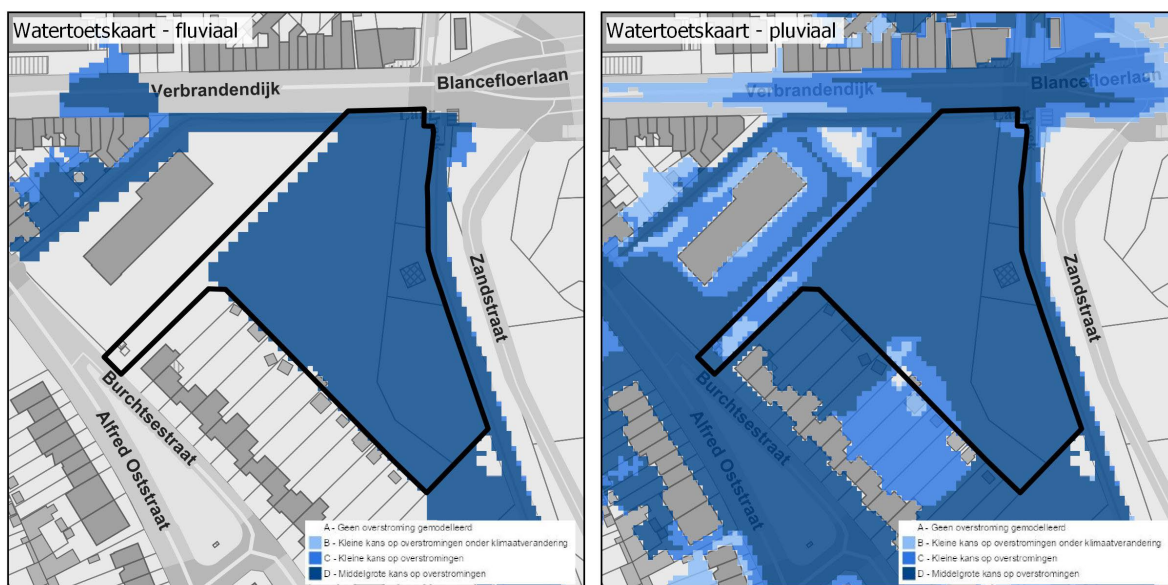 Watertoetskaart - fluviaal
Verbrandendijk
Blancefloerlaan
Zandstraat
Burchtsestraat
Alfred Oststraat
A - Geen overstroming gemodelleerd
B - Kleine kans op overstromingen onder klimaatverandering
C - Kleine kans op overstromingen
D - Middelgrote kans op overstromingen
Watertoetskaart - pluviaal
Verbrandendijk
Blancefloerlaan
Zandstraat
Burchtsestraat
Alfred Oststraat
A - Geen overstroming gemodelleerd
B - Kleine kans op overstromingen onder klimaatverandering
C - Kleine kans op overstromingen
D - Middelgrote kans op overstromingen